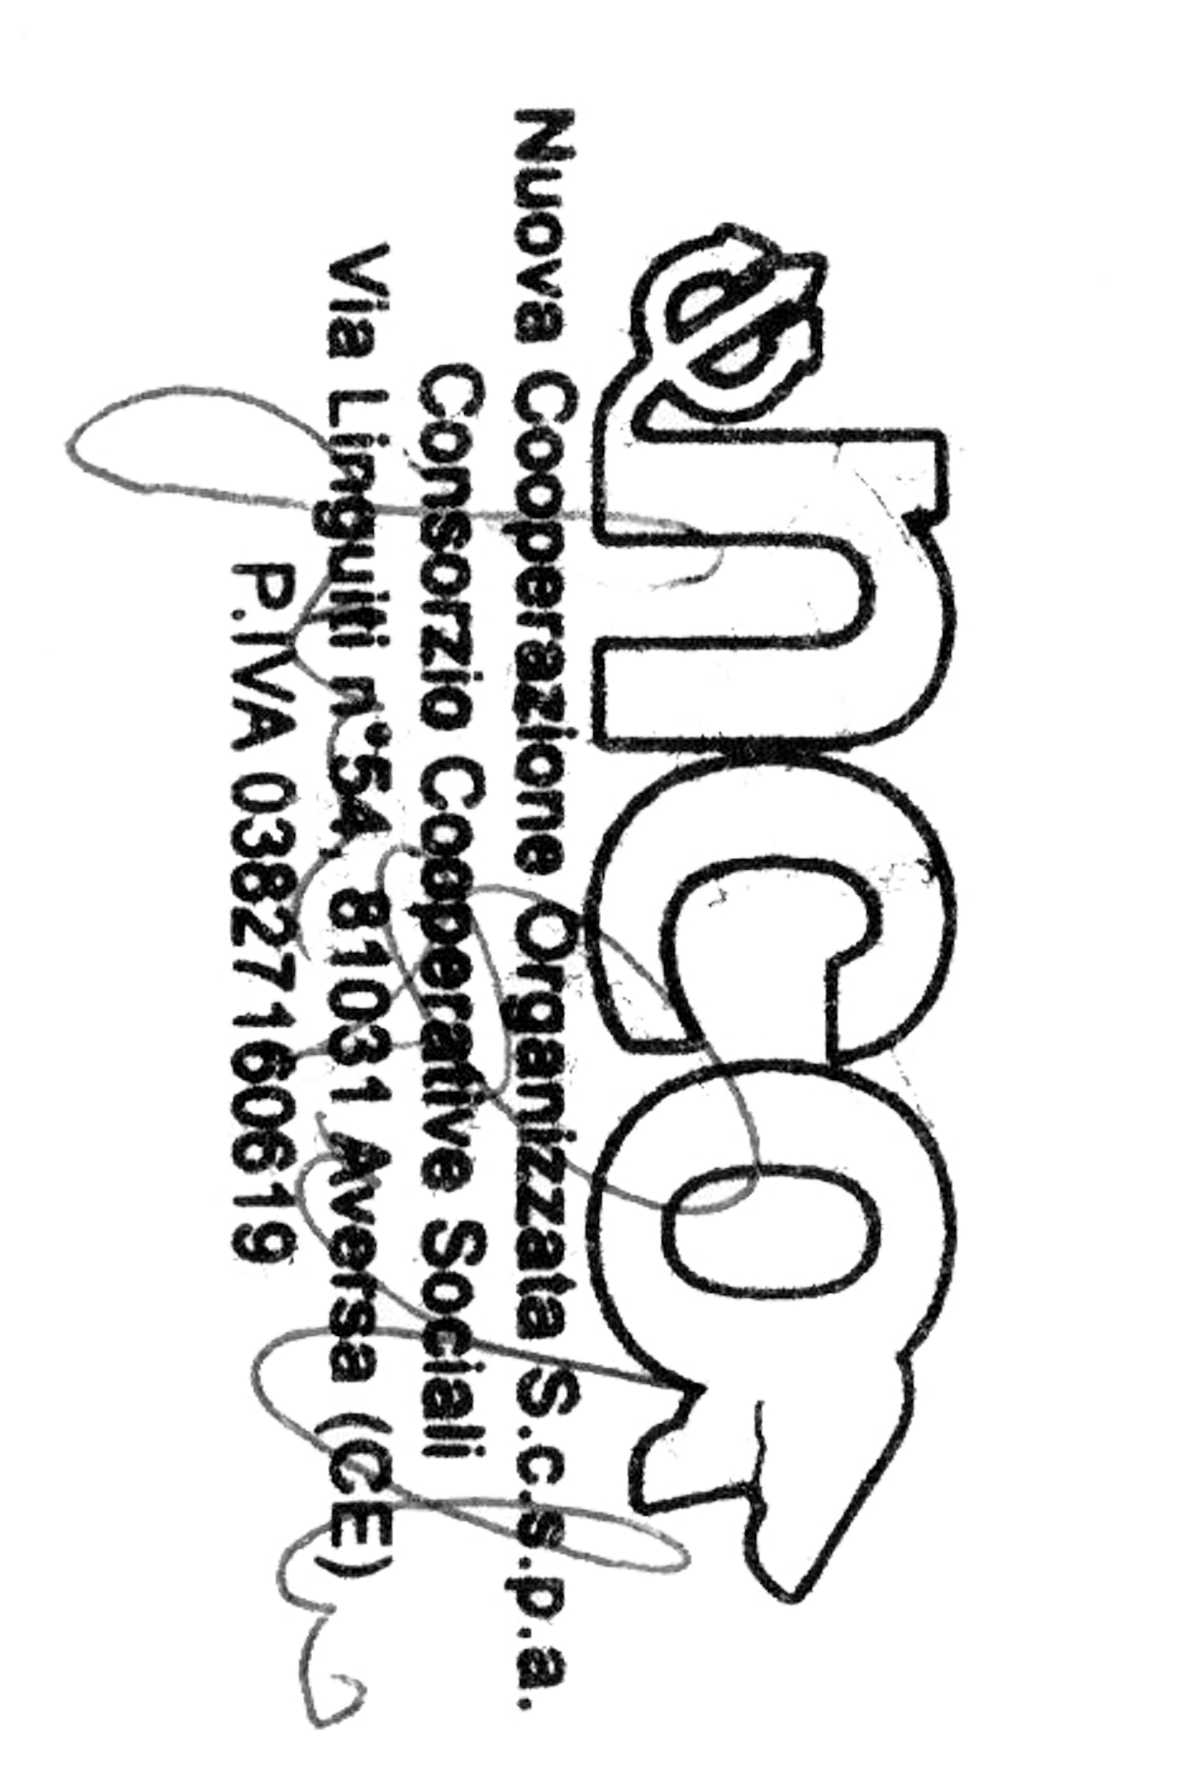 nco
Nuova Cooperazione Organizzata S.c.s.p.a.
Consorzio Cooperative Sociali
Via Linguiti n°54, 81031 Aversa (CE)
P.IVA 03827160619